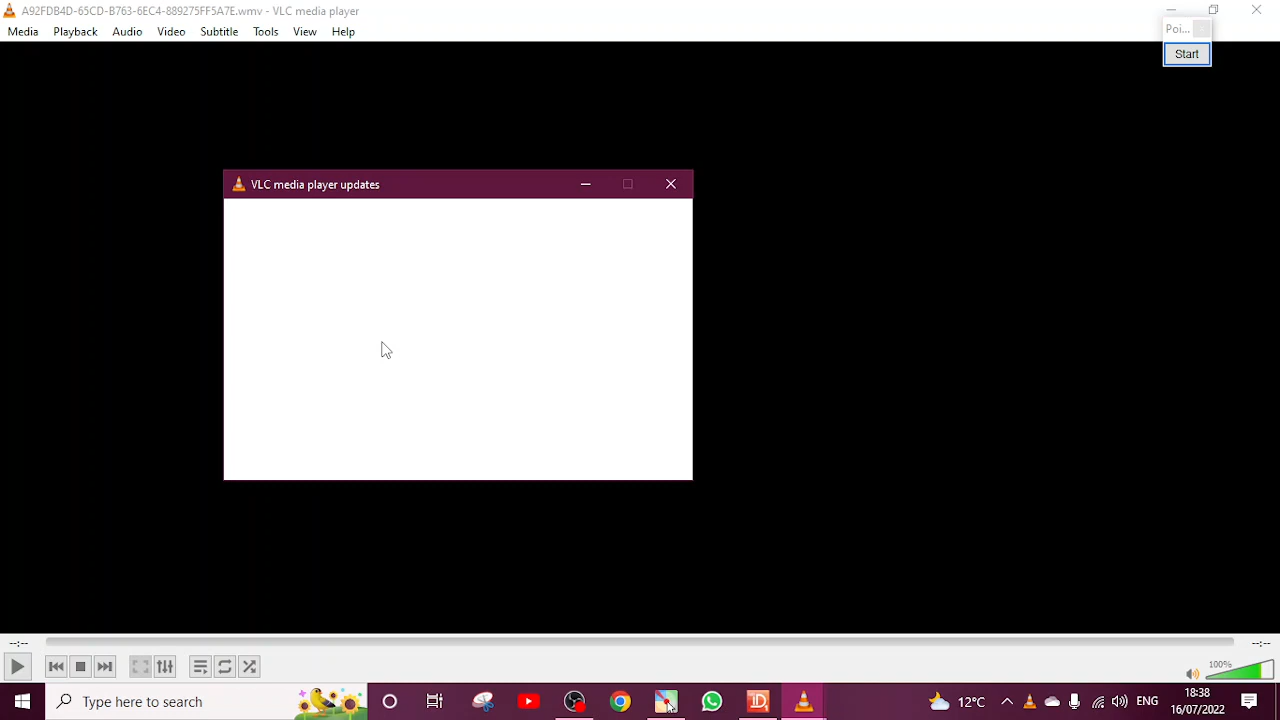 A92FDB4D-65CD-B763-6EC4-889275FF5A7E.wmv - VLC media player
Poi...
Media Playback Audio Video Subtitle Tools View Help
Start
VLC media player updates
--:-- --:--
100%
Type here to search
12°C
ENG
18:38
16/07/2022